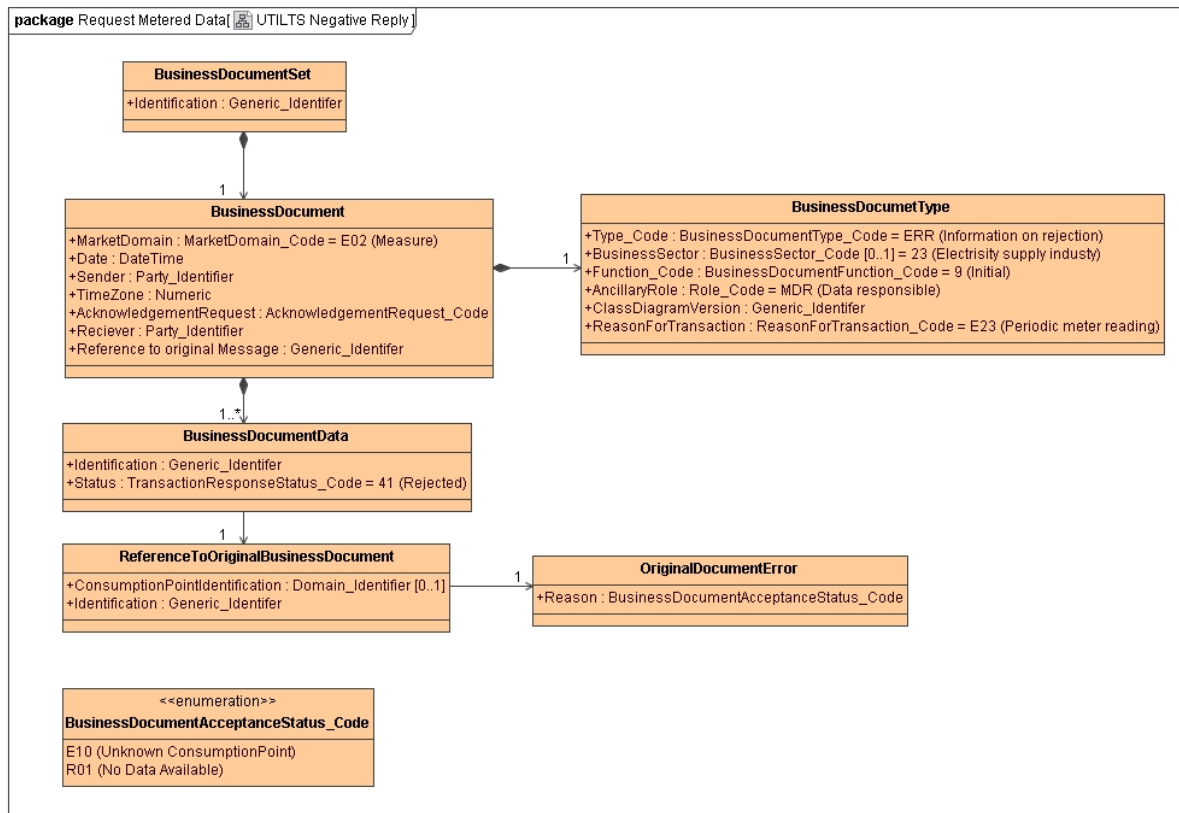 package Request Metered Data[ UTILTS Negative Reply ]
BusinessDocumentSet
+Identification : Generic_Identifer
1
BusinessDocument
+MarketDomain : MarketDomain_Code = E02 (Measure)
+Date : DateTime
+Sender : Party_Identifier
+TimeZone : Numeric
+AcknowledgementRequest : AcknowledgementRequest_Code
+Reciever : Party_Identifier
+Reference to original Message : Generic_Identifer
1
BusinessDocumetType
+Type_Code : BusinessDocumentType_Code = ERR (Information on rejection)
+BusinessSector : BusinessSector_Code [0..1] = 23 (Electrisity supply industy)
+Function_Code : BusinessDocumentFunction_Code = 9 (Initial)
+AncillaryRole : Role_Code = MDR (Data responsible)
+ClassDiagramVersion : Generic_Identifer
+ReasonForTransaction : ReasonForTransaction_Code = E23 (Periodic meter reading)
1..*
BusinessDocumentData
+Identification : Generic_Identifer
+Status : TransactionResponseStatus_Code = 41 (Rejected)
1
ReferenceToOriginalBusinessDocument
+ConsumptionPointIdentification : Domain_Identifier [0..1]
+Identification : Generic_Identifer
1
OriginalDocumentError
+Reason : BusinessDocumentAcceptanceStatus_Code
<<enumeration>>
BusinessDocumentAcceptanceStatus_Code
E10 (Unknown ConsumptionPoint)
R01 (No Data Available)